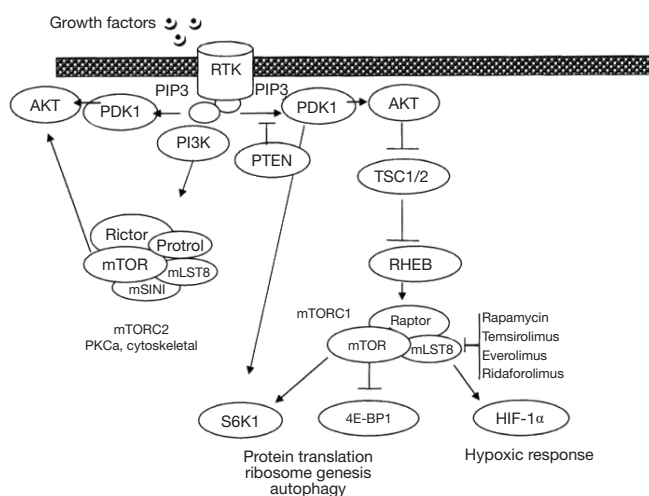 Growth factors
RTK
PIP3
PIP3
AKT
PDK1
PDK1
AKT
PI3K
PTEN
TSC1/2
Rictor
Protrol
mTOR
mLST8
mSINI
RHEB
mTORC2
PKCa, cytoskeletal
mTORC1
Raptor
mTOR
mLST8
Rapamycin
Temsirolimus
Everolimus
Ridaforolimus
S6K1
4E-BP1
HIF-1α
Protein translation
ribosome genesis
autophagy
Hypoxic response